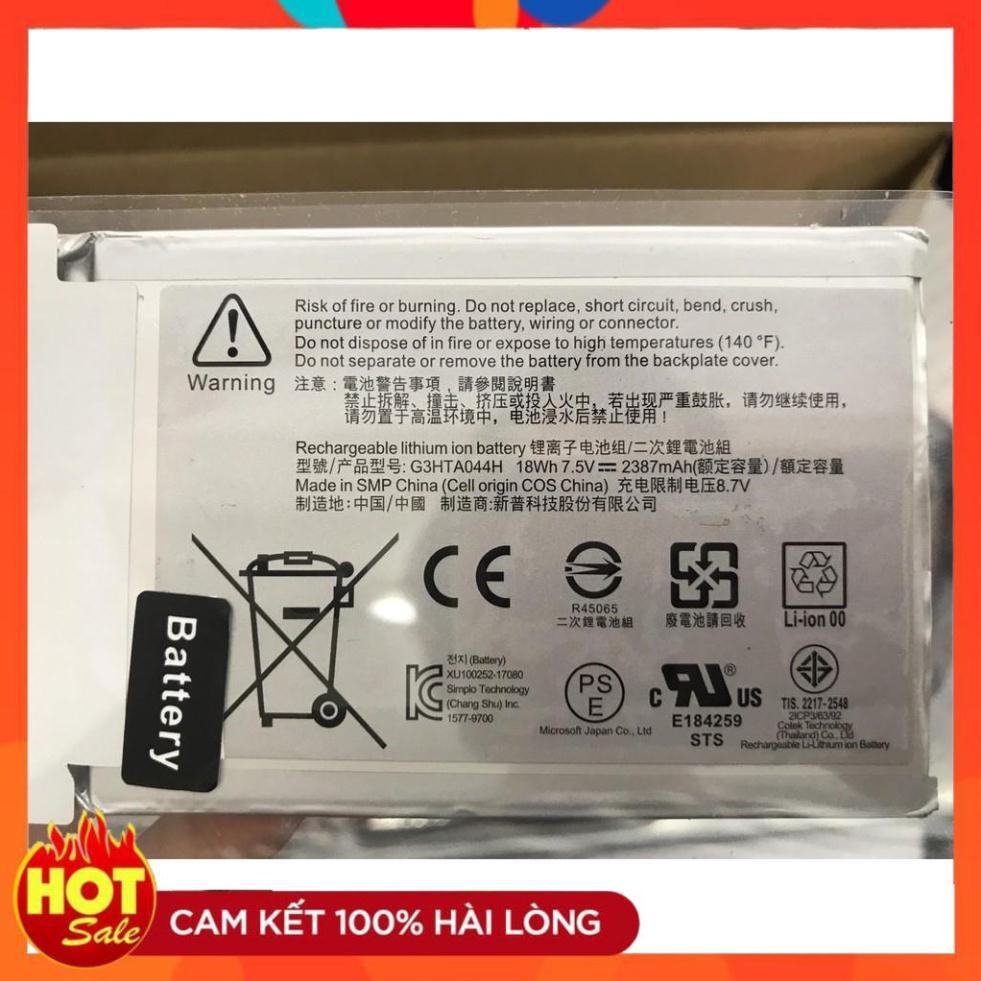 Risk of fire or burning. Do not replace, short circuit, bend, crush,
puncture or modify the battery, wiring or connector.
Do not dispose of in fire or expose to high temperatures (140 °F).
Do not separate or remove the battery from the backplate cover.
Warning
注意：電池警告事項，請參閱說明書
禁止拆解、撞击、挤压或投人火中，若出现严重鼓胀，请勿继续使用，
请勿置于高温环境中，电池浸水后禁止使用！
Rechargeable lithium ion battery 锂离子电池组/二次鋰電池組
型號/产品型号: G3HTA044H 18Wh 7.5V⎓ 2387mAh(额定容量)/額定容量
Made in SMP China (Cell origin COS China) 充电限制电压8.7V
制造地:中国/中國 制造商:新普科技股份有限公司
CE
R45065
二次鋰電池組
廢電池請回收
Li-ion 00
Battery
전지 (Battery)
XU100252-17080
Simplo Technology
(Chang Shu) Inc.
1577-9700
PS
E
Microsoft Japan Co., Ltd
c RU ® US
E184259
STS
TIS. 2217-2548
2ICP3/63/92
Cotek Technology
(Thailand) Co., Ltd
Rechargeable Li-Lithium ion Battery
HOT
Sale
CAM KẾT 100% HÀI LÒNG